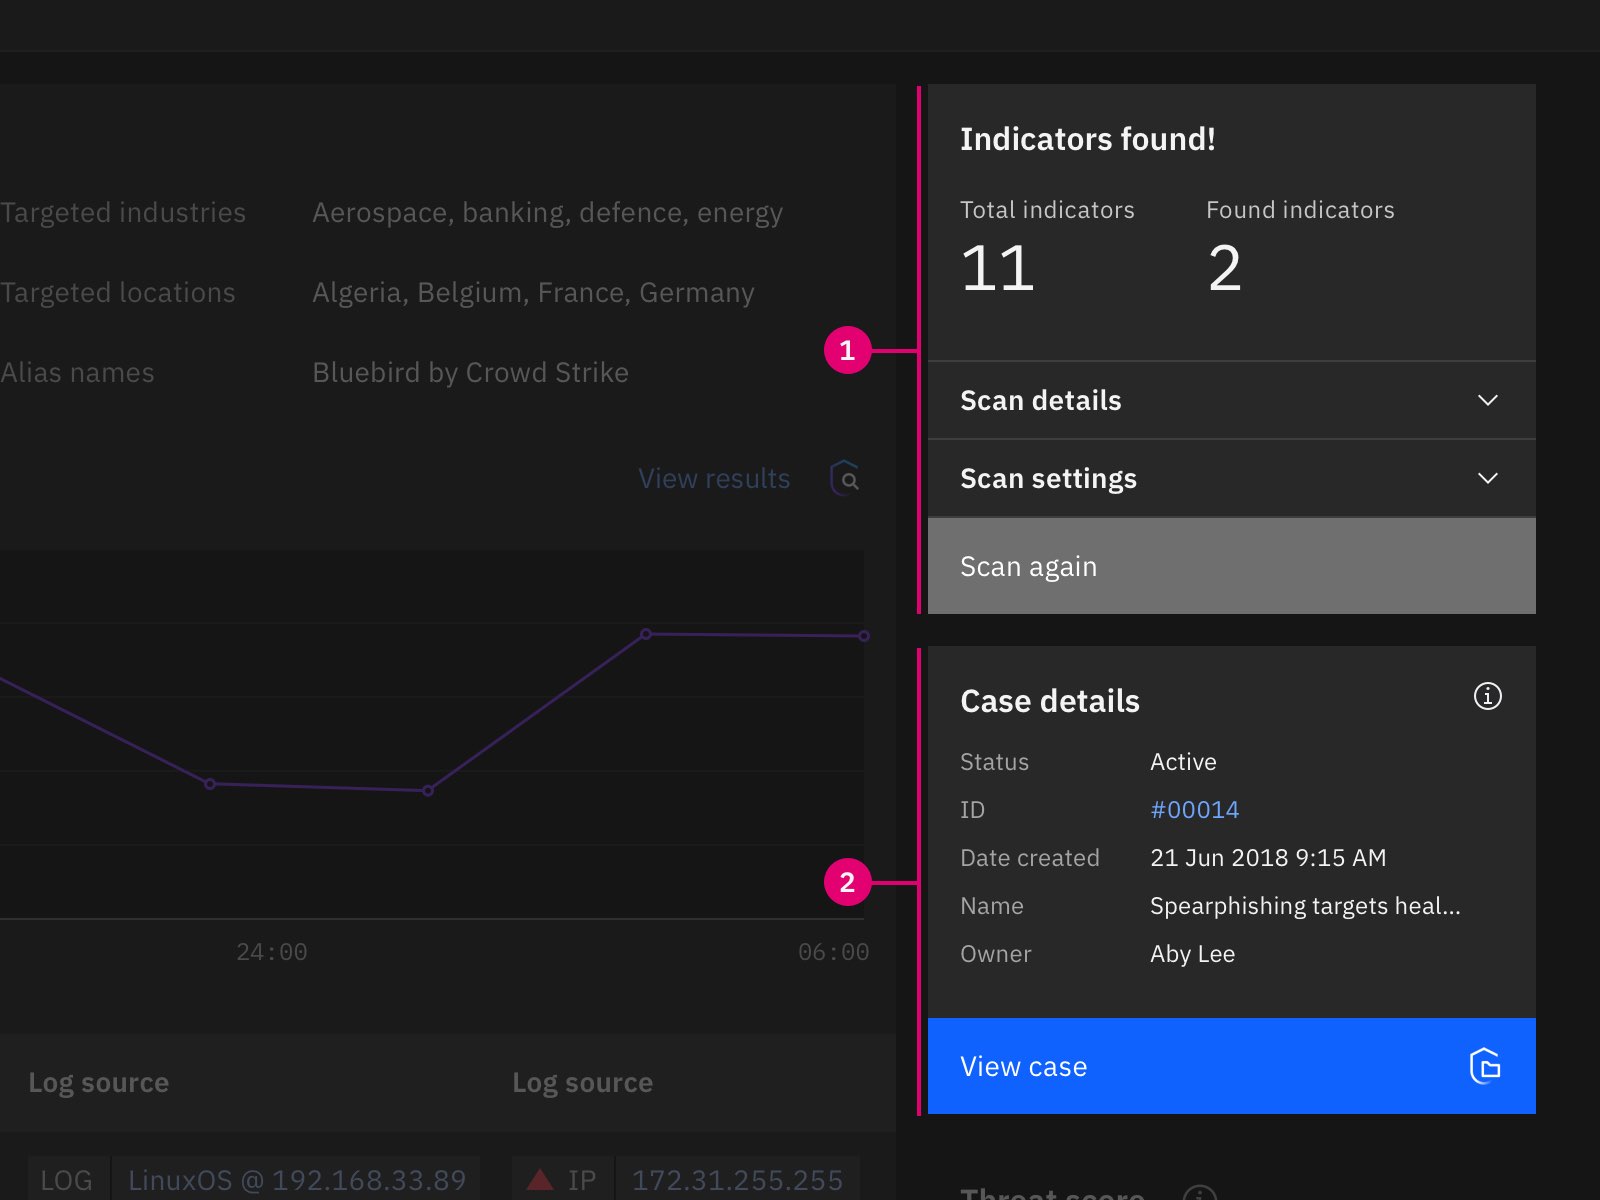 Targeted industries
Aerospace, banking, defence, energy
Targeted locations
Algeria, Belgium, France, Germany
Alias names
Bluebird by Crowd Strike
View results
24:00
06:00
Log source
Log source
LOG
LinuxOS @ 192.168.33.89
IP
172.31.255.255
1
Indicators found!
Total indicators
Found indicators
11
2
Scan details
Scan settings
Scan again
2
Case details
Status
Active
ID
#00014
Date created
21 Jun 2018 9:15 AM
Name
Spearphishing targets heal...
Owner
Aby Lee
View case
Threat score